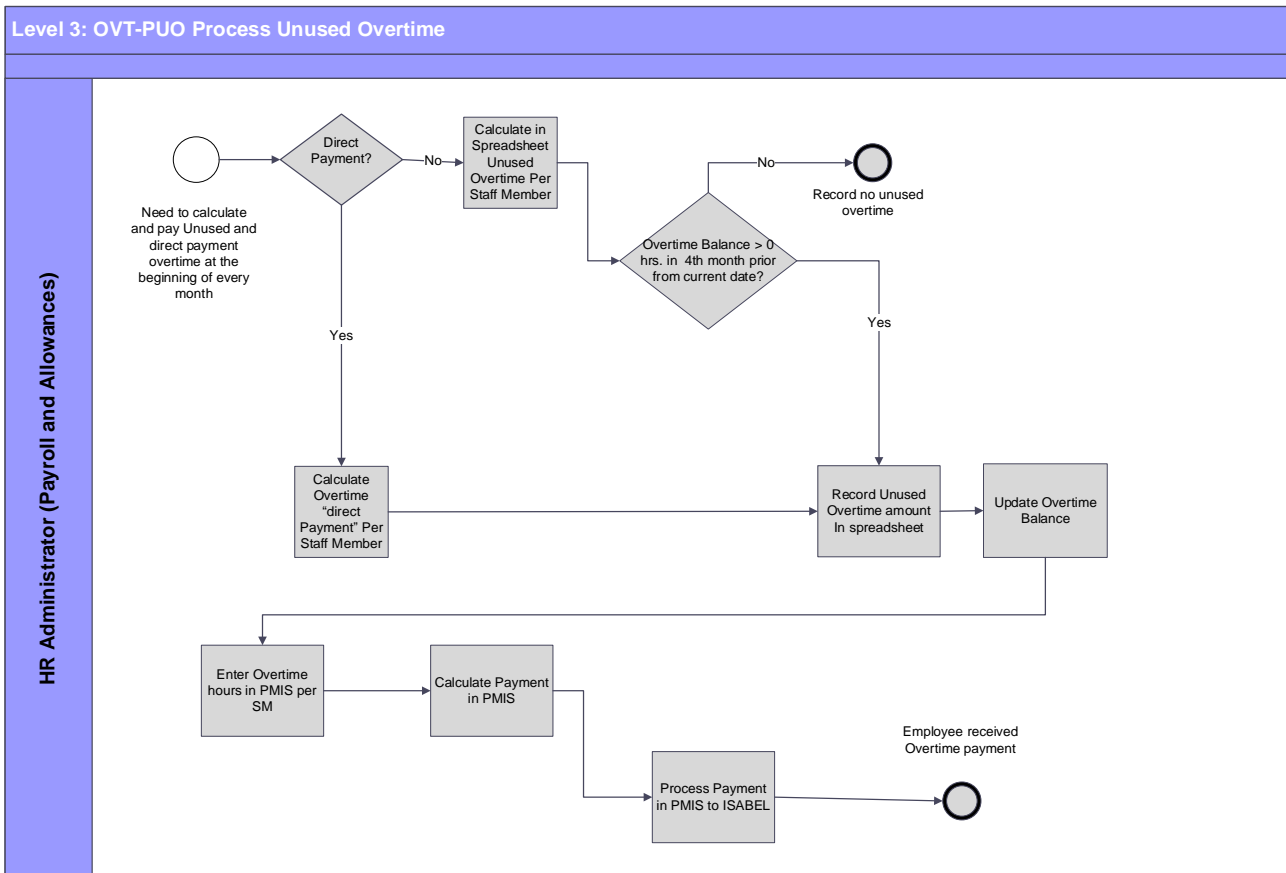 Level 3: OVT-PUO Process Unused Overtime
HR Administrator (Payroll and Allowances)
Need to calculate
and pay Unused and
direct payment
overtime at the
beginning of every
month
Direct
Payment?
No
Calculate in
Spreadsheet
Unused
Overtime Per
Staff Member
No
Record no unused
overtime
Overtime Balance > 0
hrs. in 4th month prior
from current date?
Yes
Yes
Calculate
Overtime
“direct
Payment” Per
Staff Member
Record Unused
Overtime amount
In spreadsheet
Update Overtime
Balance
Enter Overtime
hours in PMIS per
SM
Calculate Payment
in PMIS
Process Payment
in PMIS to ISABEL
Employee received
Overtime payment